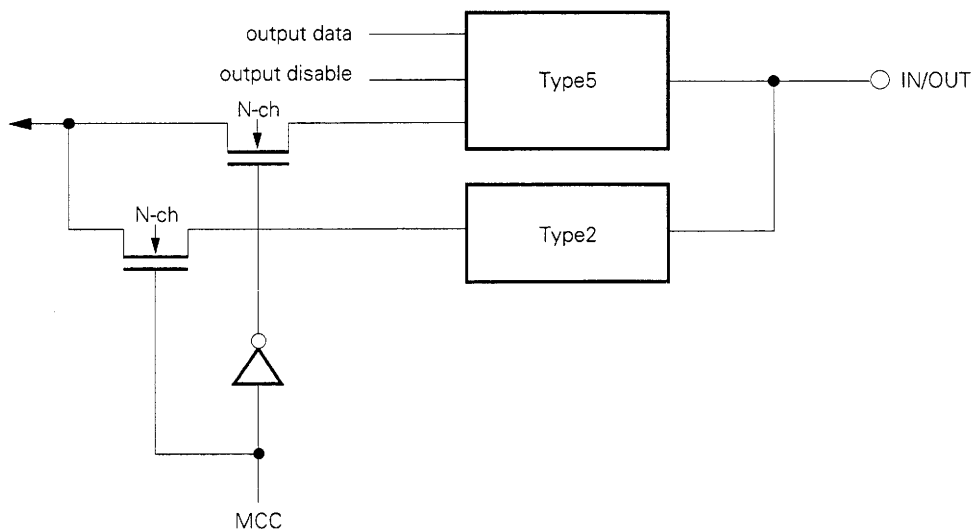 output data
output disable
Type5
IN/OUT
N-ch
N-ch
Type2
MCC